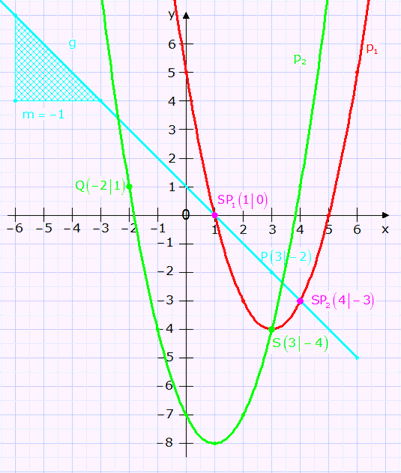 y
p₁
g
6
p₂
5
4
m = −1
3
2
Q(−2|1)
1
SP₁(1|0)
−6 −5 −4 −3 −2 −1 0 1 2 3 4 5 6 x
−1
P(3|−2)
−2
−3
SP₂(4|−3)
−4
S(3|−4)
−5
−6
−7
−8